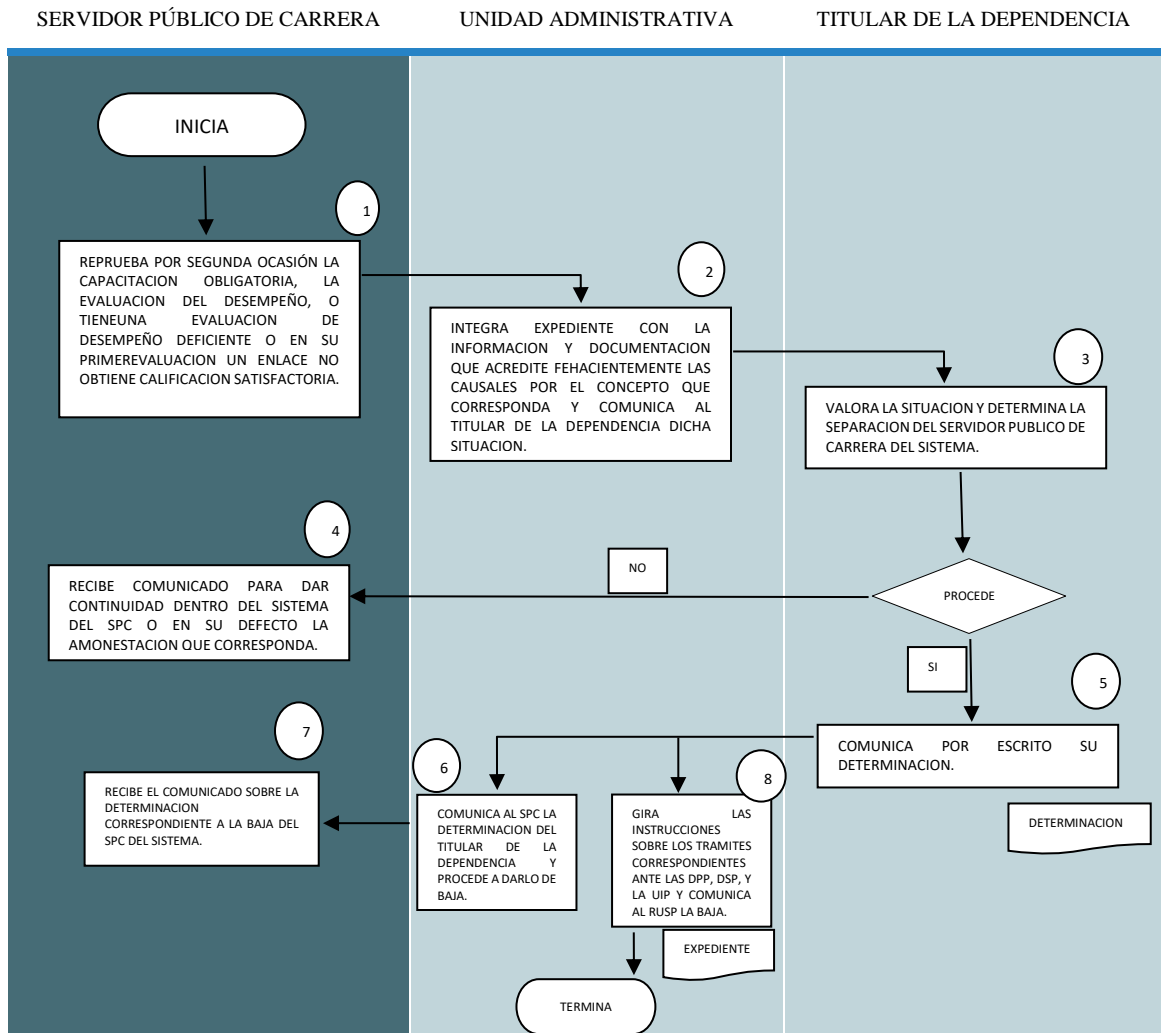 SERVIDOR PÚBLICO DE CARRERA
UNIDAD ADMINISTRATIVA
TITULAR DE LA DEPENDENCIA
INICIA
1
REPRUEBA POR SEGUNDA OCASIÓN LA
CAPACITACION OBLIGATORIA, LA
EVALUACION DEL DESEMPEÑO, O
TIENEUNA EVALUACION DE
DESEMPEÑO DEFICIENTE O EN SU
PRIMEREVALUACION UN ENLACE NO
OBTIENE CALIFICACION SATISFACTORIA.
2
INTEGRA EXPEDIENTE CON LA
INFORMACION Y DOCUMENTACION
QUE ACREDITE FEHACIENTEMENTE LAS
CAUSALES POR EL CONCEPTO QUE
CORRESPONDA Y COMUNICA AL
TITULAR DE LA DEPENDENCIA DICHA
SITUACION.
3
VALORA LA SITUACION Y DETERMINA LA
SEPARACION DEL SERVIDOR PUBLICO DE
CARRERA DEL SISTEMA.
4
RECIBE COMUNICADO PARA DAR
CONTINUIDAD DENTRO DEL SISTEMA
DEL SPC O EN SU DEFECTO LA
AMONESTACION QUE CORRESPONDA.
NO
PROCEDE
SI
5
COMUNICA POR ESCRITO SU
DETERMINACION.
DETERMINACION
7
RECIBE EL COMUNICADO SOBRE LA
DETERMINACION
CORRESPONDIENTE A LA BAJA DEL
SPC DEL SISTEMA.
6
COMUNICA AL SPC LA
DETERMINACION DEL
TITULAR DE LA
DEPENDENCIA Y
PROCEDE A DARLO DE
BAJA.
8
GIRA LAS
INSTRUCCIONES
SOBRE LOS TRAMITES
CORRESPONDIENTES
ANTE LAS DPP, DSP, Y
LA UIP Y COMUNICA
AL RUSP LA BAJA.
EXPEDIENTE
TERMINA